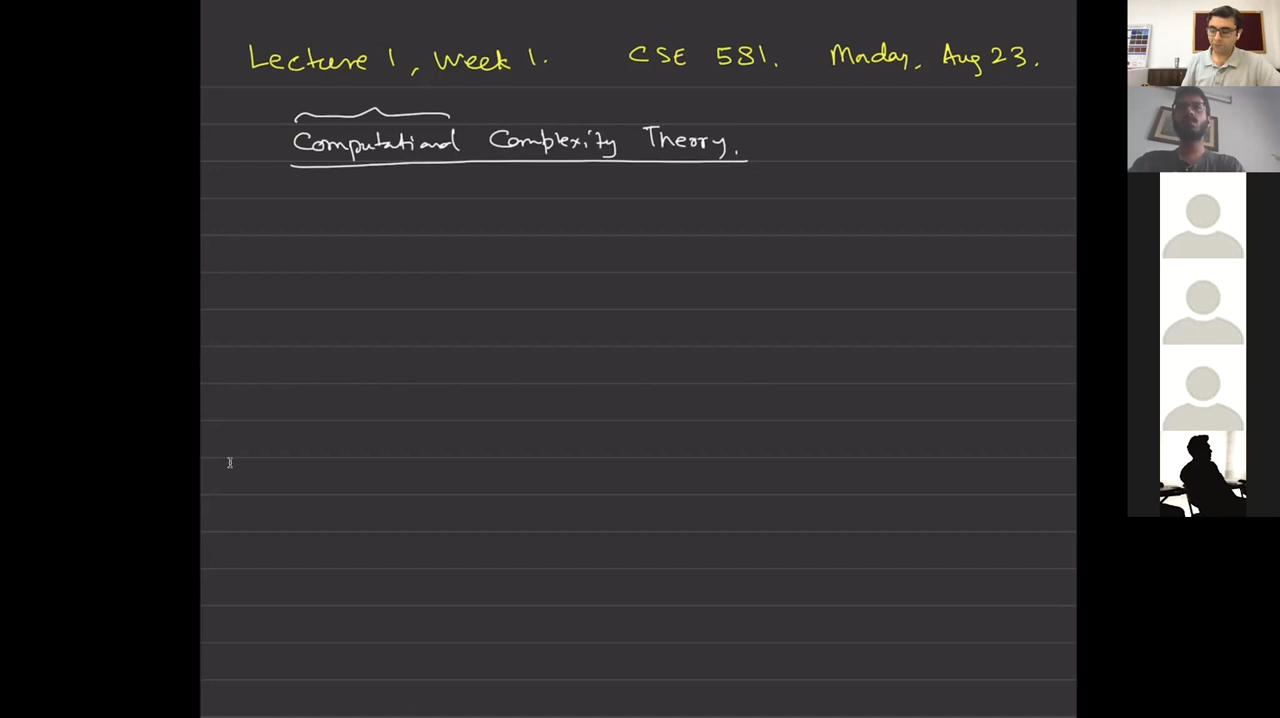 Lecture 1, Week 1. CSE 581. Monday, Aug 23.
Computational Complexity Theory.